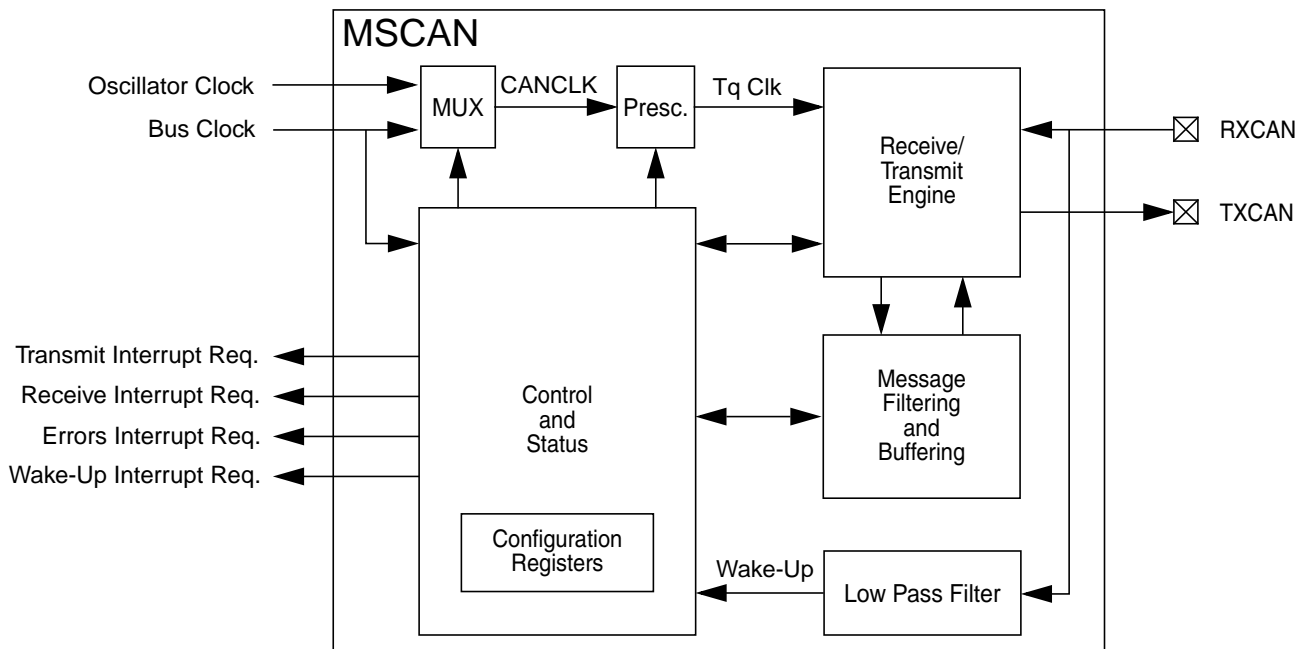 MSCAN
Oscillator Clock
Bus Clock
MUX
CANCLK
Presc.
Tq Clk
Receive/
Transmit
Engine
RXCAN
TXCAN
Transmit Interrupt Req.
Receive Interrupt Req.
Errors Interrupt Req.
Wake-Up Interrupt Req.
Control
and
Status
Message
Filtering
and
Buffering
Configuration
Registers
Wake-Up
Low Pass Filter